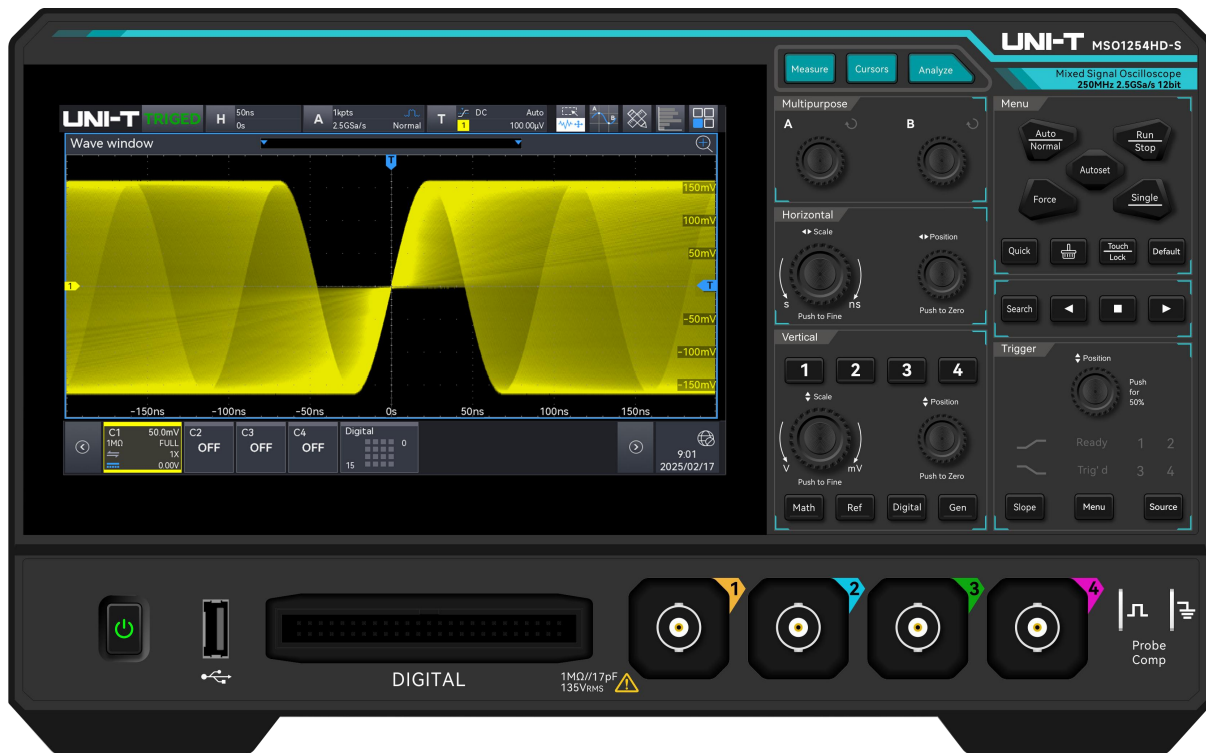 UNI-T MSO1254HD-S
Mixed Signal Oscilloscope
250MHz 2.5GSa/s 12bit
Measure Cursors Analyze
UNI-T TRIGED H 50ns 0s A 1kpts 2.5GSa/s Normal T 1 DC Auto 100.00µV
Wave window
T
150mV
100mV
50mV
1 T
-50mV
-100mV
-150mV
-150ns -100ns -50ns 0s 50ns 100ns 150ns
C1 50.0mV
1MΩ FULL
1X
0.00V
C2
OFF
C3
OFF
C4
OFF
Digital
0
15
9:01
2025/02/17
Multipurpose
A B
Horizontal
Scale
Position
s ns
Push to Fine
Push to Zero
Vertical
1 2 3 4
Scale
Position
V mV
Push to Fine
Push to Zero
Math Ref Digital Gen
Menu
Auto
Normal
Run
Stop
Autoset
Force
Single
Quick
Touch
Lock
Default
Search
Trigger
Position
Push
for
50%
Ready 1 2
Trig'd 3 4
Slope Menu Source
1 2 3 4
DIGITAL
1MΩ//17pF
135VRMS
Probe
Comp